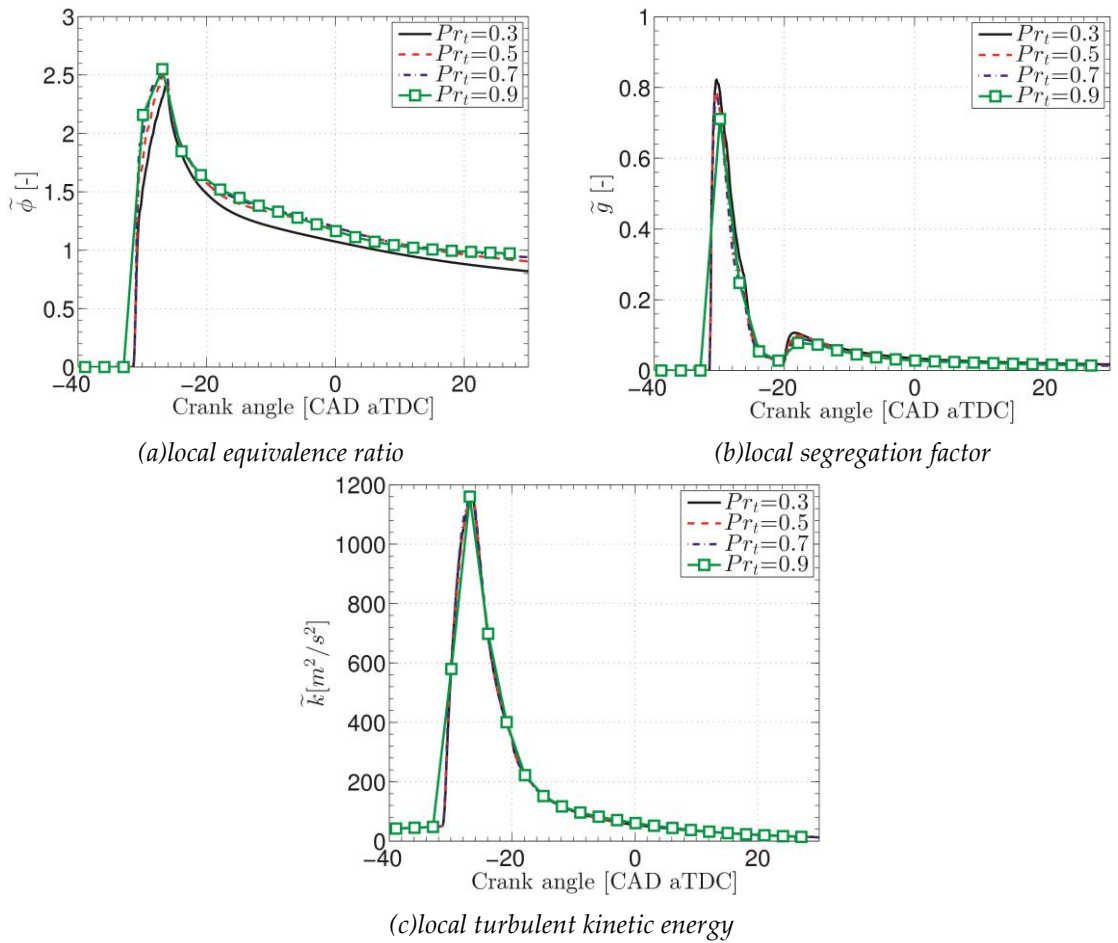 3
2.5
2
1.5
1
0.5
0
−40 −20 0 20
ϕ̃ [-]
Crank angle [CAD aTDC]
Pr_t=0.3
Pr_t=0.5
Pr_t=0.7
Pr_t=0.9
(a)local equivalence ratio
1
0.8
0.6
0.4
0.2
0
−40 −20 0 20
g̃ [-]
Crank angle [CAD aTDC]
Pr_t=0.3
Pr_t=0.5
Pr_t=0.7
Pr_t=0.9
(b)local segregation factor
1200
1000
800
600
400
200
0
−40 −20 0 20
k̃[m²/s²]
Crank angle [CAD aTDC]
Pr_t=0.3
Pr_t=0.5
Pr_t=0.7
Pr_t=0.9
(c)local turbulent kinetic energy